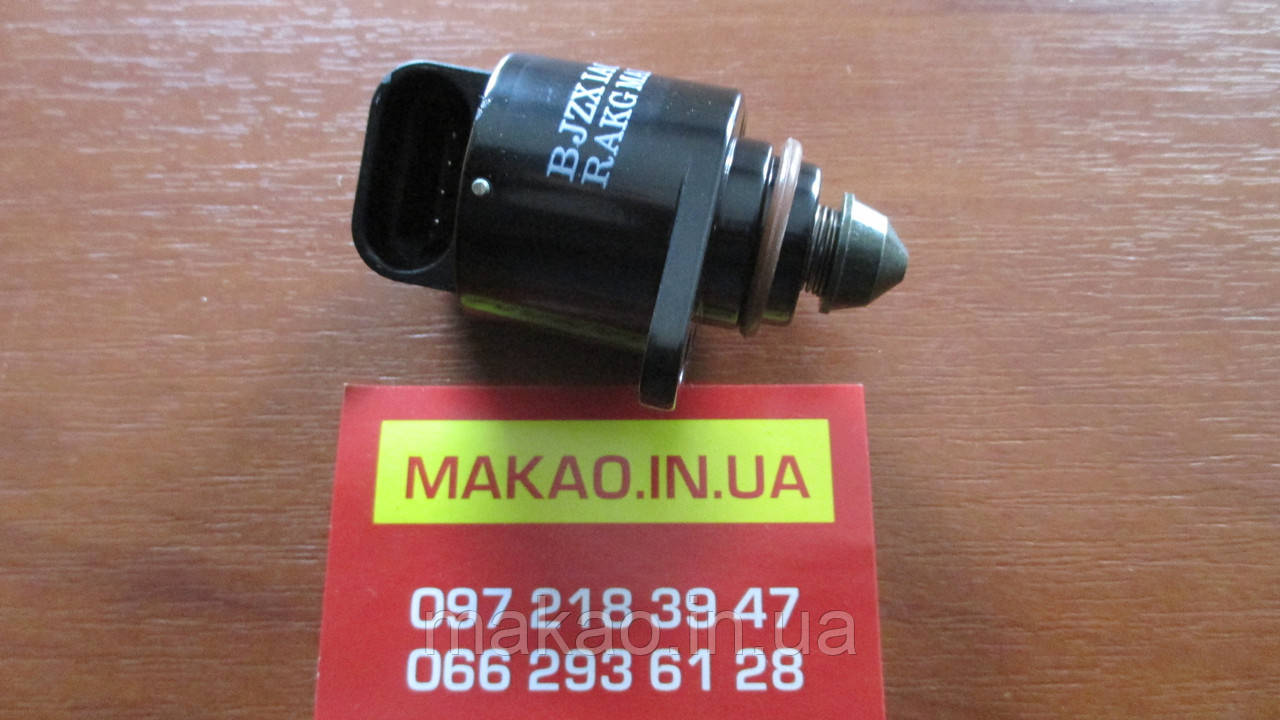 BJZX
RAKG
MAKAO.IN.UA
097 218 39 47
makao.in.ua
066 293 61 28